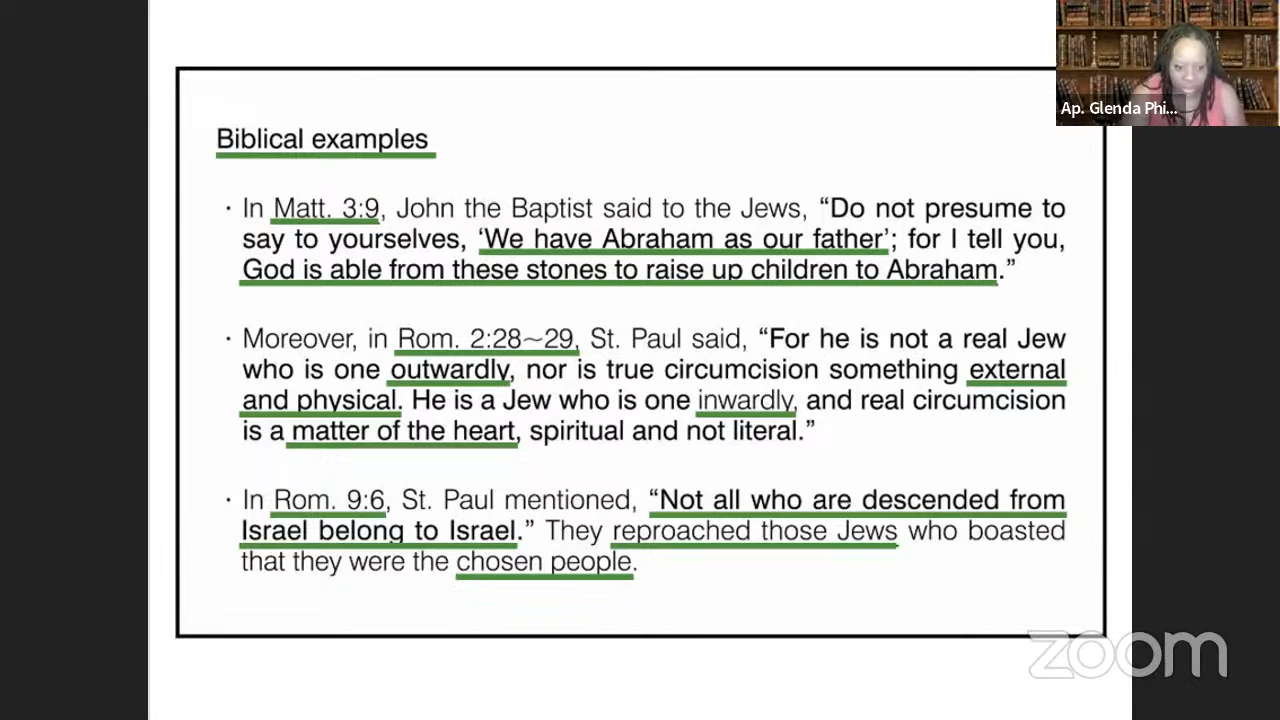 Ap. Glenda Phi...
Biblical examples
· In Matt. 3:9, John the Baptist said to the Jews, “Do not presume to
say to yourselves, ‘We have Abraham as our father’; for I tell you,
God is able from these stones to raise up children to Abraham.”
· Moreover, in Rom. 2:28~29, St. Paul said, “For he is not a real Jew
who is one outwardly, nor is true circumcision something external
and physical. He is a Jew who is one inwardly, and real circumcision
is a matter of the heart, spiritual and not literal.”
· In Rom. 9:6, St. Paul mentioned, “Not all who are descended from
Israel belong to Israel.” They reproached those Jews who boasted
that they were the chosen people.
zoom